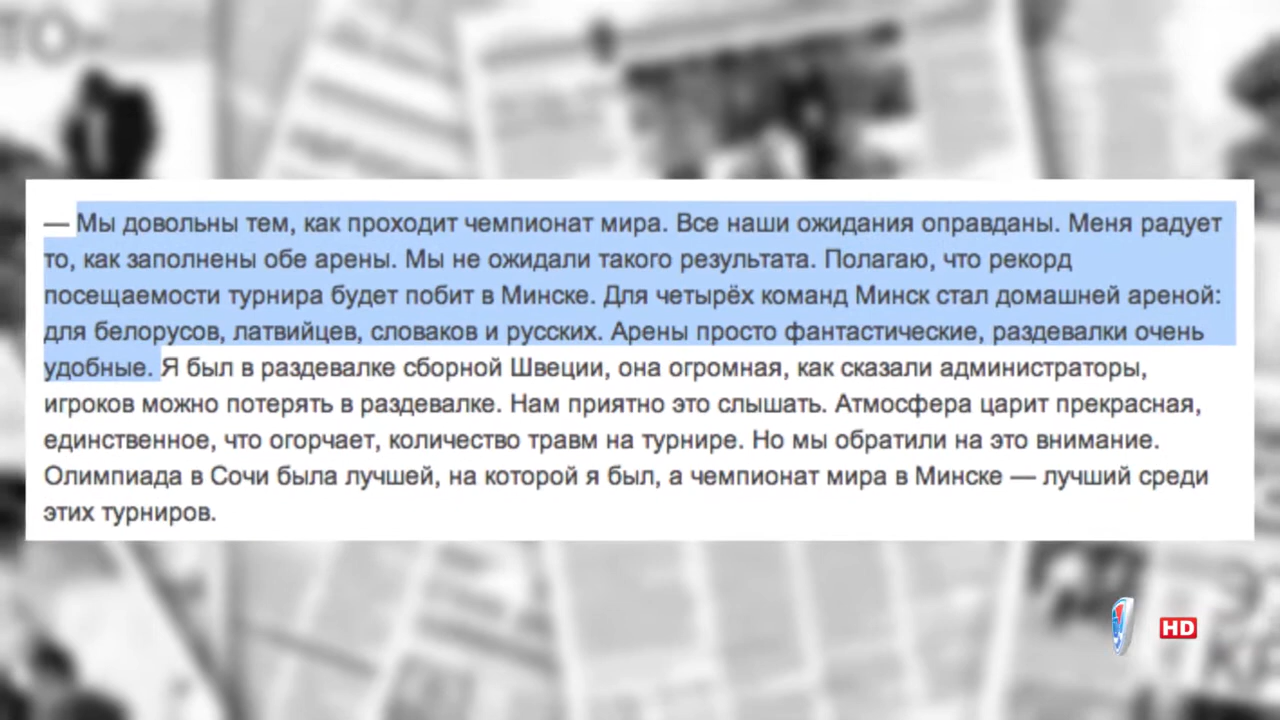 ТО
— Мы довольны тем, как проходит чемпионат мира. Все наши ожидания оправданы. Меня радует
то, как заполнены обе арены. Мы не ожидали такого результата. Полагаю, что рекорд
посещаемости турнира будет побит в Минске. Для четырёх команд Минск стал домашней ареной:
для белорусов, латвийцев, словаков и русских. Арены просто фантастические, раздевалки очень
удобные. Я был в раздевалке сборной Швеции, она огромная, как сказали администраторы,
игроков можно потерять в раздевалке. Нам приятно это слышать. Атмосфера царит прекрасная,
единственное, что огорчает, количество травм на турнире. Но мы обратили на это внимание.
Олимпиада в Сочи была лучшей, на которой я был, а чемпионат мира в Минске — лучший среди
этих турниров.
HD